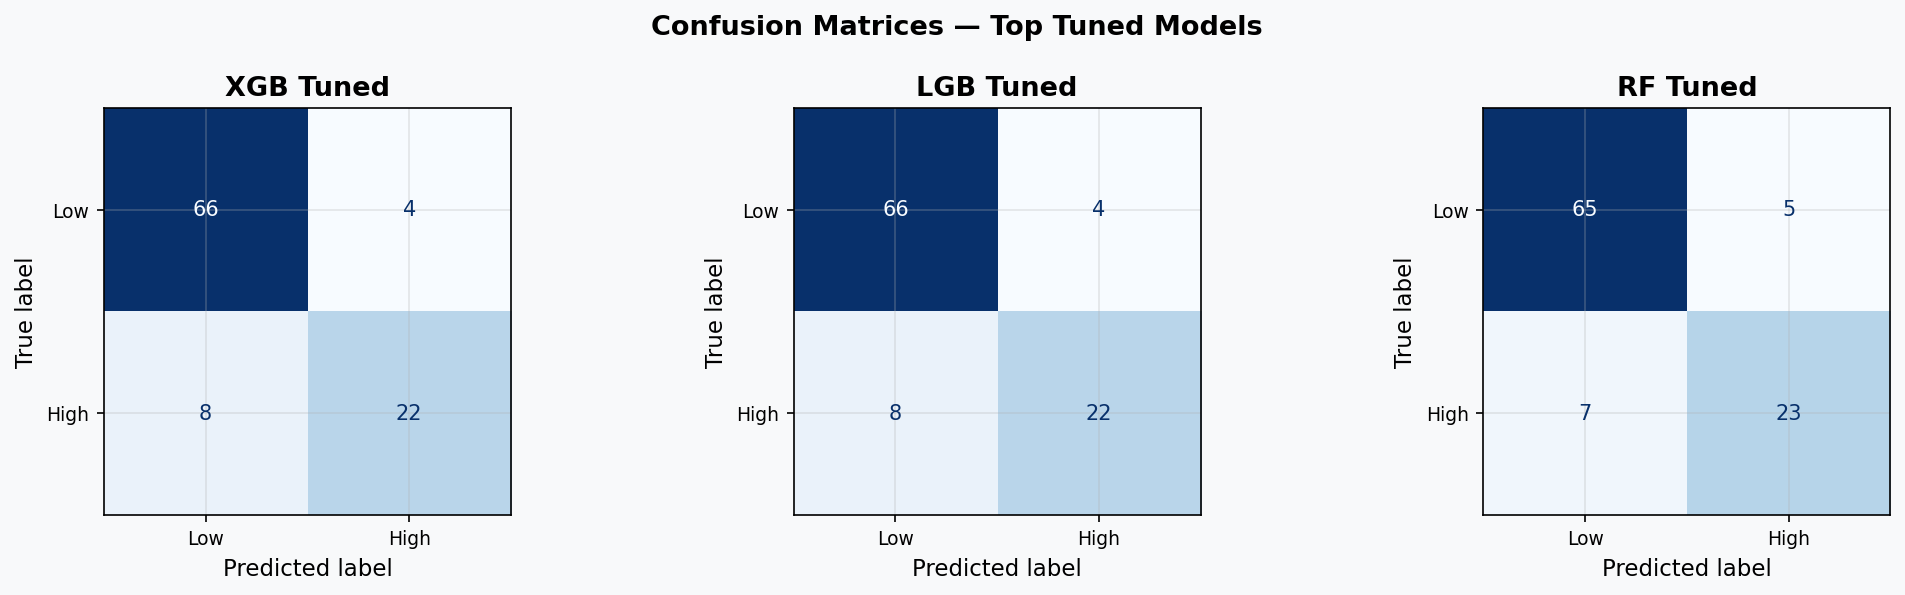 Confusion Matrices — Top Tuned Models
XGB Tuned
True label
Low
66
4
High
8
22
Low
High
Predicted label
LGB Tuned
True label
Low
66
4
High
8
22
Low
High
Predicted label
RF Tuned
True label
Low
65
5
High
7
23
Low
High
Predicted label